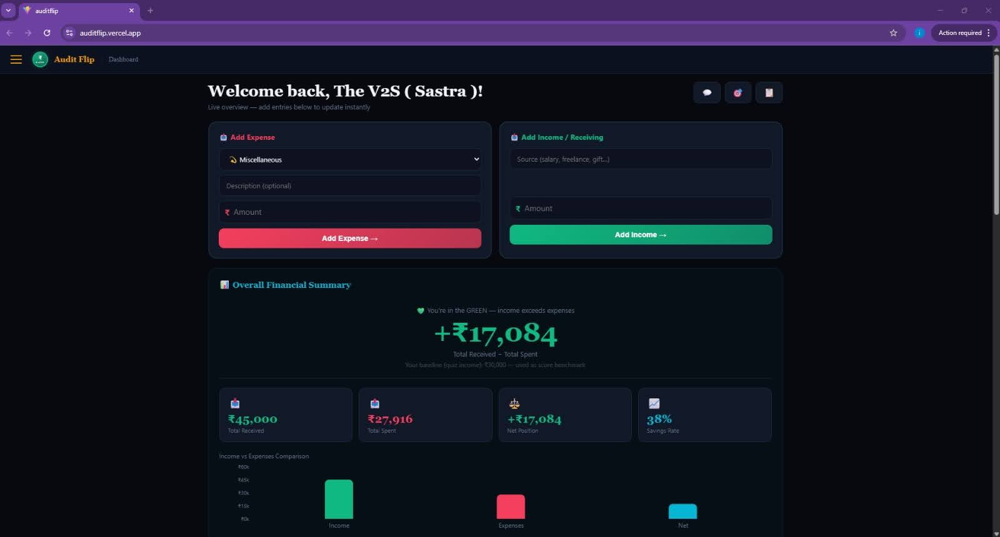 auditflip
auditflip.vercel.app
Action required
Audit Flip
Dashboard
Welcome back, The V2S ( Sastra )!
Live overview — add entries below to update instantly
Add Expense
Miscellaneous
Description (optional)
₹ Amount
Add Expense →
Add Income / Receiving
Source (salary, freelance, gift...)
₹ Amount
Add Income →
Overall Financial Summary
You're in the GREEN — income exceeds expenses
+₹17,084
Total Received − Total Spent
Your baseline (quiz income): ₹30,000 — used as score benchmark
₹45,000
Total Received
₹27,916
Total Spent
+₹17,084
Net Position
38%
Savings Rate
Income vs Expenses Comparison
₹60k
₹45k
₹30k
₹15k
₹0k
Income
Expenses
Net